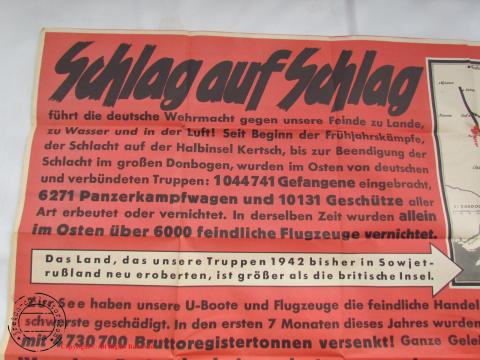 Schlag auf Schlag
führt die deutsche Wehrmacht gegen unsere Feinde zu Lande,
zu Wasser und in der Luft! Seit Beginn der Frühjahrskämpfe,
der Schlacht auf der Halbinsel Kertsch, bis zur Beendigung der
Schlacht im großen Donbogen, wurden im Osten von deutschen
und verbündeten Truppen: 1044741 Gefangene eingebracht,
6271 Panzerkampfwagen und 10131 Geschütze aller
Art erbeutet oder vernichtet. In derselben Zeit wurden allein
im Osten über 6000 feindliche Flugzeuge vernichtet.
Das Land, das unsere Truppen 1942 bisher in Sowjet-
rußland neu eroberten, ist größer als die britische Insel.
Zur See haben unsere U-Boote und Flugzeuge die feindliche Handel
schwerste geschädigt. In den ersten 7 Monaten dieses Jahres wurden
mit 4730700 Bruttoregistertonnen versenkt! Ganze Gelei